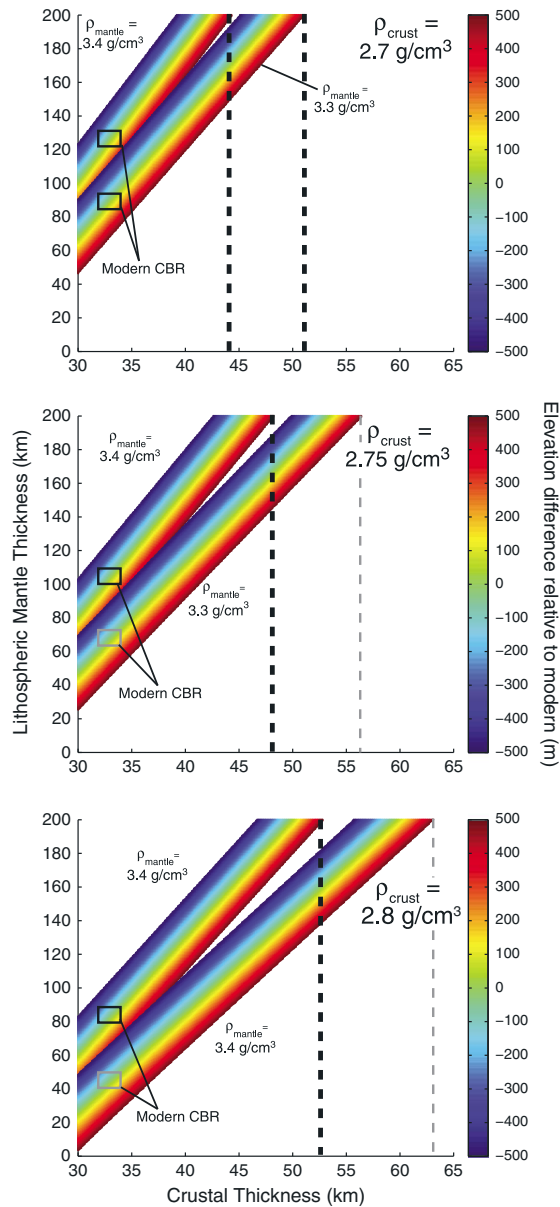 ρmantle=
3.4 g/cm³
ρcrust =
2.7 g/cm³
ρmantle=
3.3 g/cm³
Modern CBR
200
180
160
140
120
100
80
60
40
20
0
30 35 40 45 50 55 60 65
500
400
300
200
100
0
−100
−200
−300
−400
−500
ρmantle=
3.4 g/cm³
ρcrust =
2.75 g/cm³
ρmantle=
3.3 g/cm³
Modern CBR
200
180
160
140
120
100
80
60
40
20
0
30 35 40 45 50 55 60 65
500
400
300
200
100
0
−100
−200
−300
−400
−500
Lithospheric Mantle Thickness (km)
Elevation difference relative to modern (m)
ρmantle=
3.4 g/cm³
ρcrust =
2.8 g/cm³
ρmantle=
3.4 g/cm³
Modern CBR
200
180
160
140
120
100
80
60
40
20
0
30 35 40 45 50 55 60 65
500
400
300
200
100
0
−100
−200
−300
−400
−500
Crustal Thickness (km)